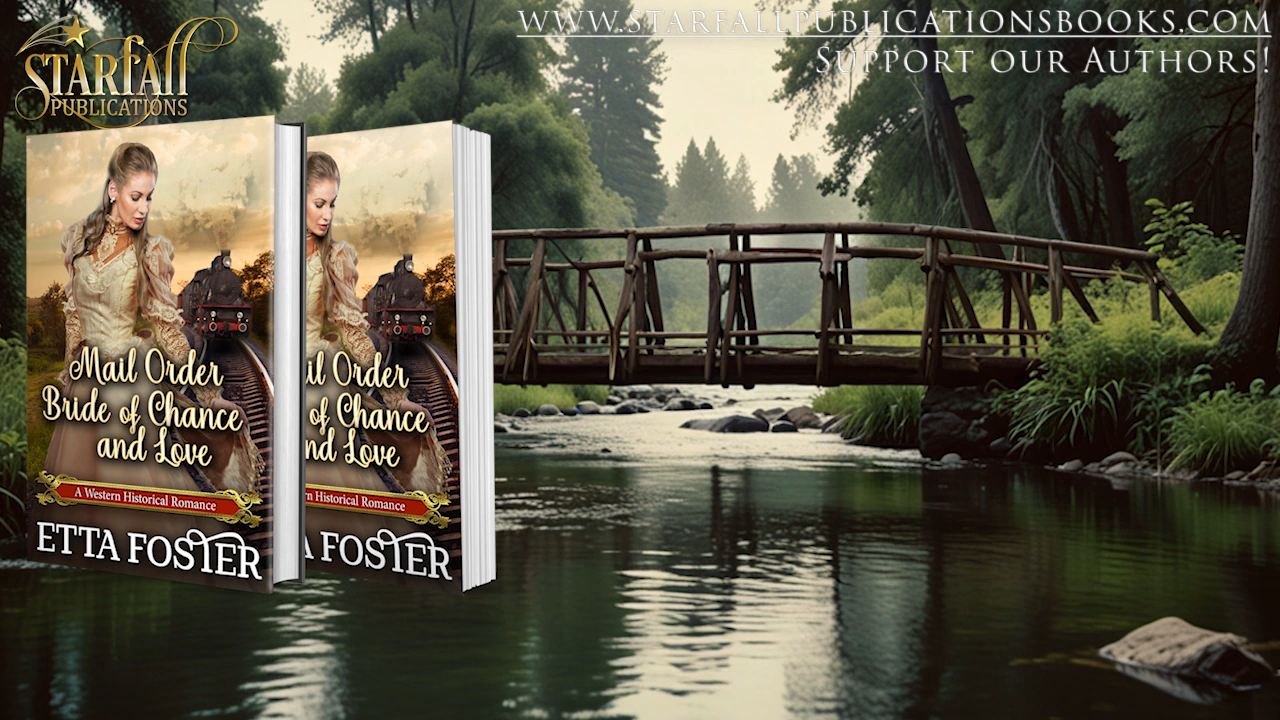 STARfall
PUBLICATIONS
www.starfallpublicationsbooks.com
Support our Authors!
Mail Order
Bride of Chance
and Love
A Western Historical Romance
ETTA FOSTER
il Order
of Chance
nd Love
rn Historical Romance
A FOSTER